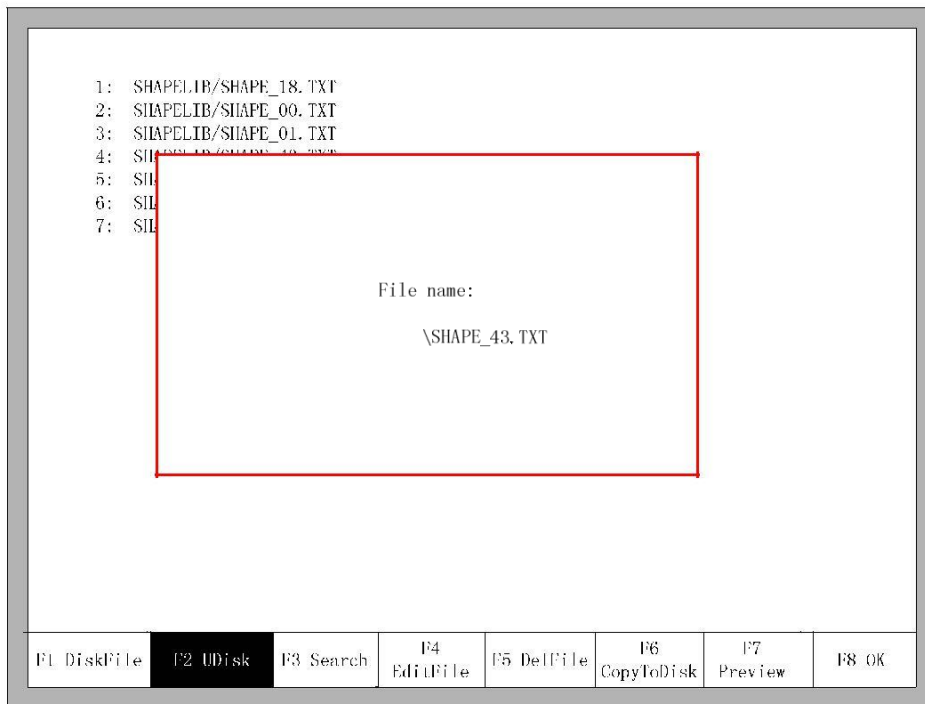 1: SHAPELIB/SHAPE_18.TXT
2: SHAPELIB/SHAPE_00.TXT
3: SHAPELIB/SHAPE_01.TXT
4:
5:
6:
7:
File name:
\SHAPE_43.TXT
F1 DiskFile
F2 UDisk
F3 Search
F4
EditFile
F5 DelFile
F6
CopyToDisk
F7
Preview
F8 OK